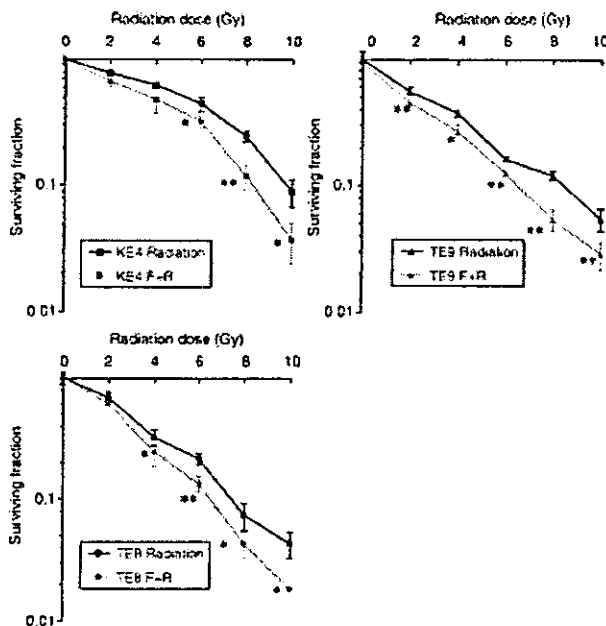 Radiation dose (Gy)
0 2 4 6 8 10
Surviving fraction
0.1
0.01
KE4 Radiation
KE4 F+R
* ** *
Radiation dose (Gy)
0 2 4 6 8 10
Surviving fraction
0.1
0.01
TE9 Radiation
TE9 F+R
** * ** ** **
Radiation dose (Gy)
0 2 4 6 8 10
Surviving fraction
0.1
0.01
TE8 Radiation
TE8 F+R
* ** * **